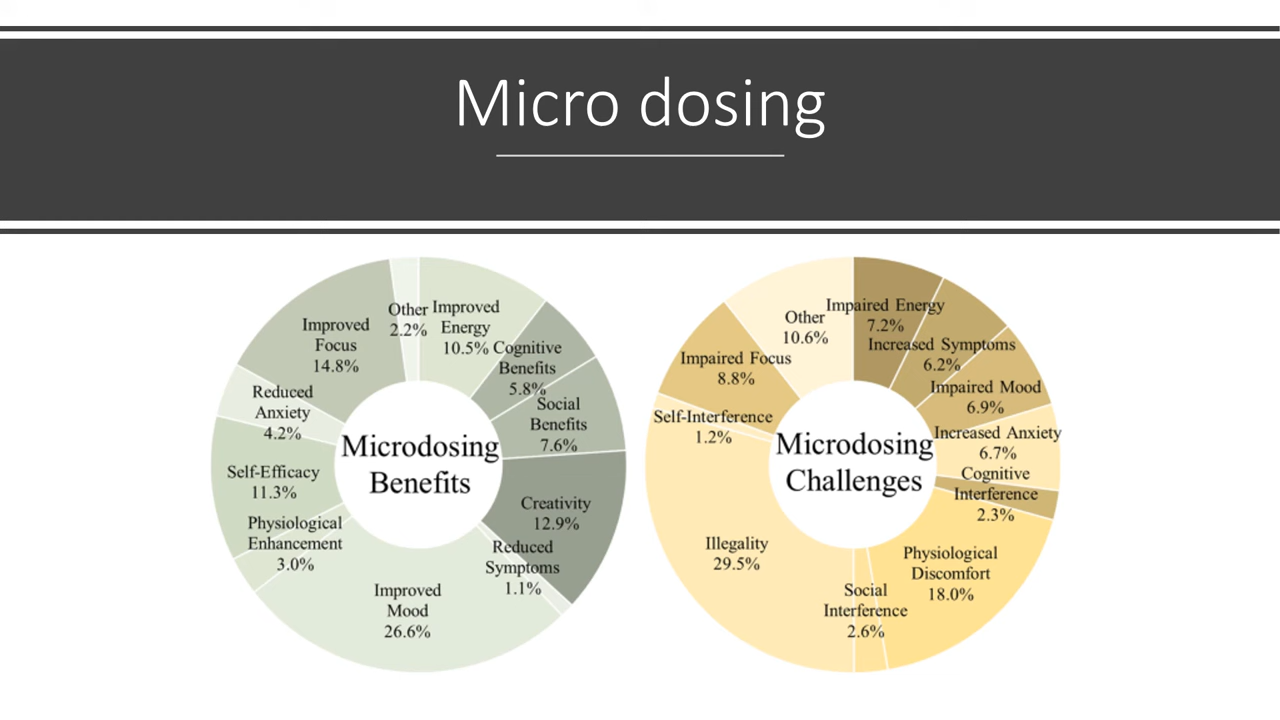 Micro dosing
Other
2.2%
Improved
Energy
10.5%
Cognitive
Benefits
5.8%
Social
Benefits
7.6%
Creativity
12.9%
Reduced
Symptoms
1.1%
Improved
Mood
26.6%
Physiological
Enhancement
3.0%
Self-Efficacy
11.3%
Reduced
Anxiety
4.2%
Improved
Focus
14.8%
Microdosing
Benefits
Impaired Energy
7.2%
Increased Symptoms
6.2%
Impaired Mood
6.9%
Increased Anxiety
6.7%
Cognitive
Interference
2.3%
Physiological
Discomfort
18.0%
Social
Interference
2.6%
Illegality
29.5%
Self-Interference
1.2%
Impaired Focus
8.8%
Other
10.6%
Microdosing
Challenges